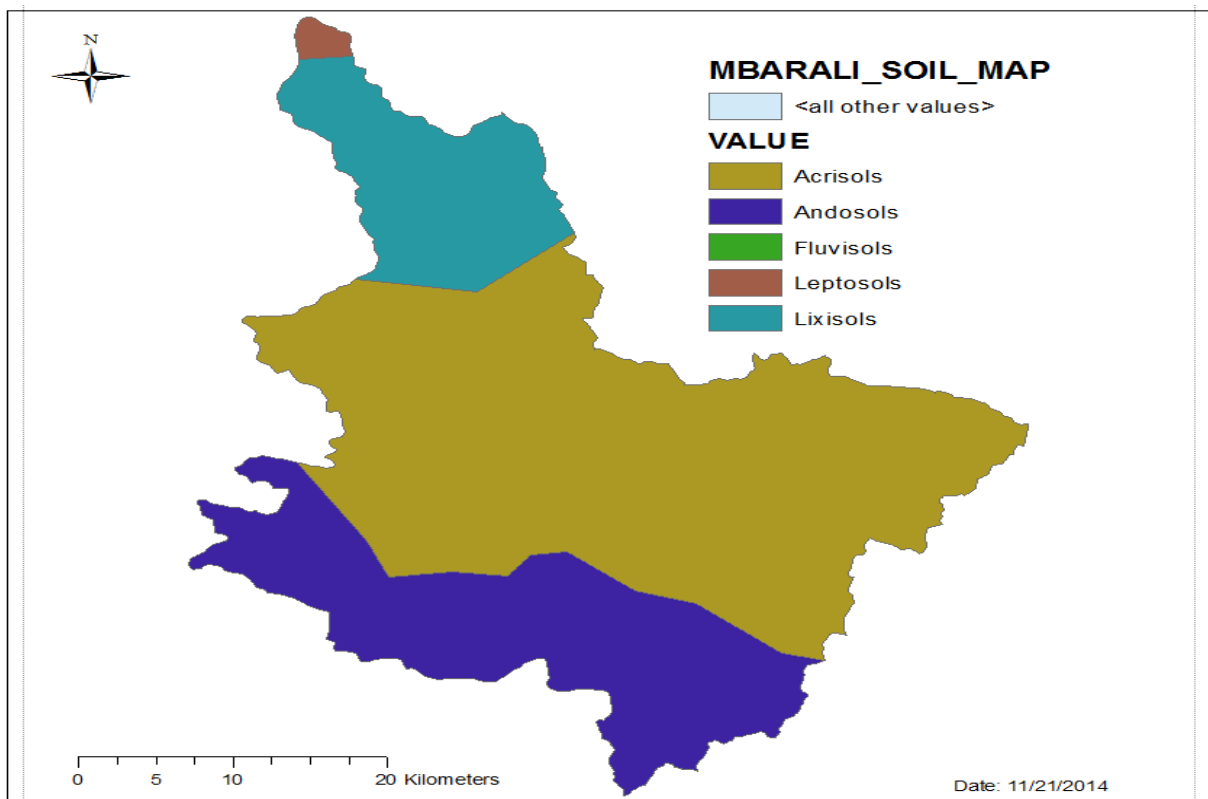 N
MBARALI_SOIL_MAP
<all other values>
VALUE
Acrisols
Andosols
Fluvisols
Leptosols
Lixisols
0 5 10 20 Kilometers
Date: 11/21/2014